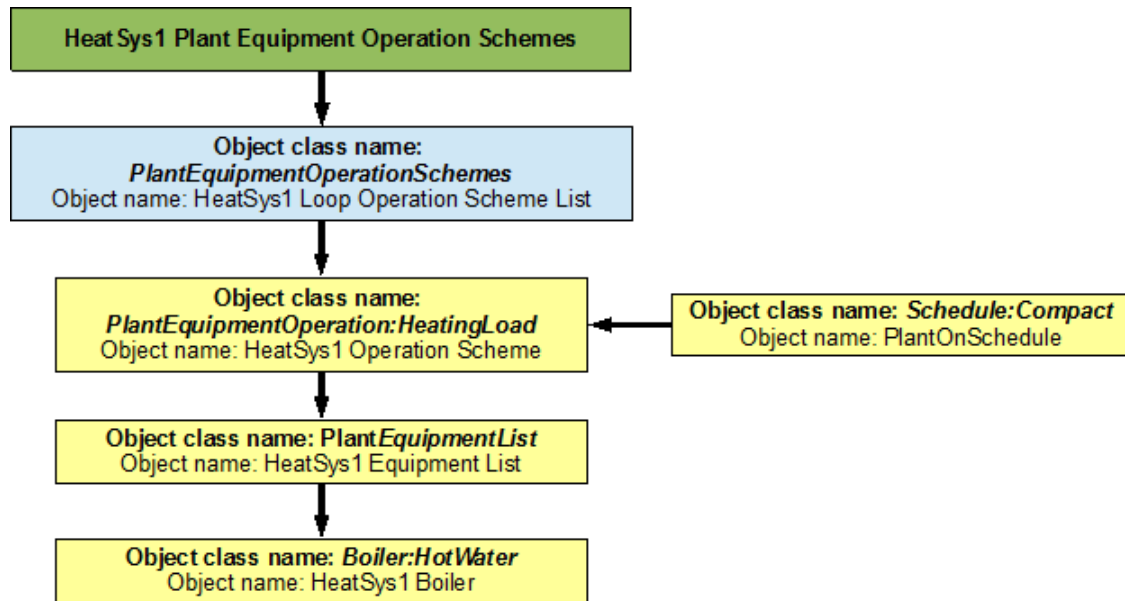 HeatSys1 Plant Equipment Operation Schemes
Object class name:
PlantEquipmentOperationSchemes
Object name: HeatSys1 Loop Operation Scheme List
Object class name:
PlantEquipmentOperation:HeatingLoad
Object name: HeatSys1 Operation Scheme
Object class name: Schedule:Compact
Object name: PlantOnSchedule
Object class name: PlantEquipmentList
Object name: HeatSys1 Equipment List
Object class name: Boiler:HotWater
Object name: HeatSys1 Boiler